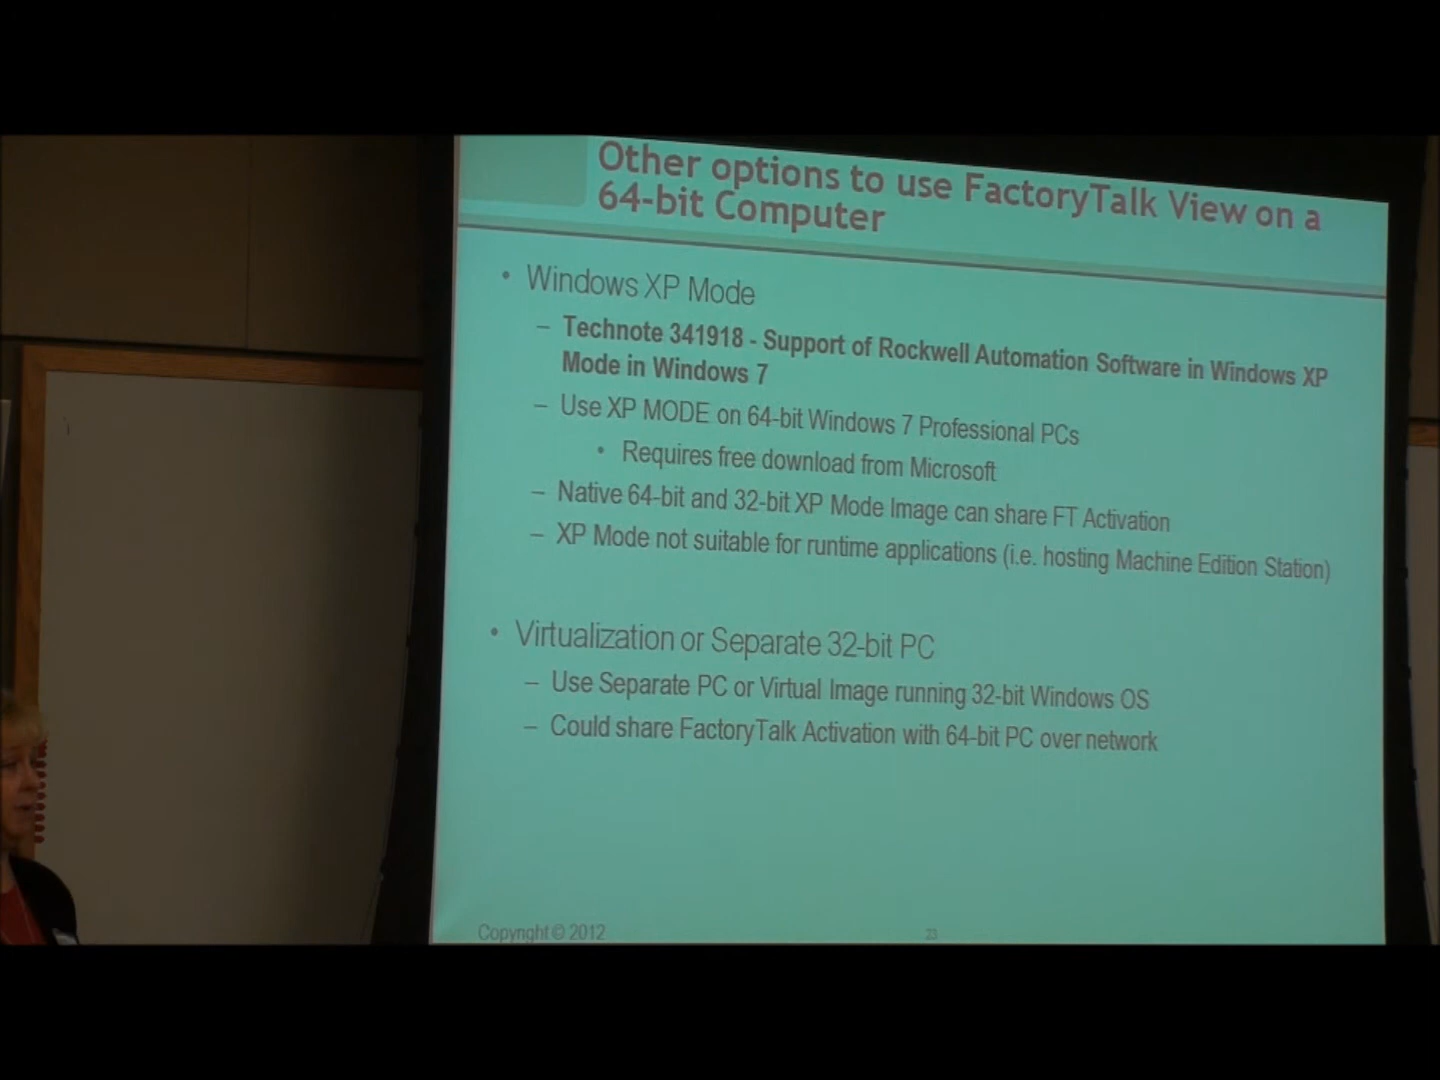 Other options to use FactoryTalk View on a
64-bit Computer
• Windows XP Mode
– Technote 341918 - Support of Rockwell Automation Software in Windows XP
Mode in Windows 7
– Use XP MODE on 64-bit Windows 7 Professional PCs
• Requires free download from Microsoft
– Native 64-bit and 32-bit XP Mode Image can share FT Activation
– XP Mode not suitable for runtime applications (i.e. hosting Machine Edition Station)
• Virtualization or Separate 32-bit PC
– Use Separate PC or Virtual Image running 32-bit Windows OS
– Could share FactoryTalk Activation with 64-bit PC over network
Copyright © 2012
23